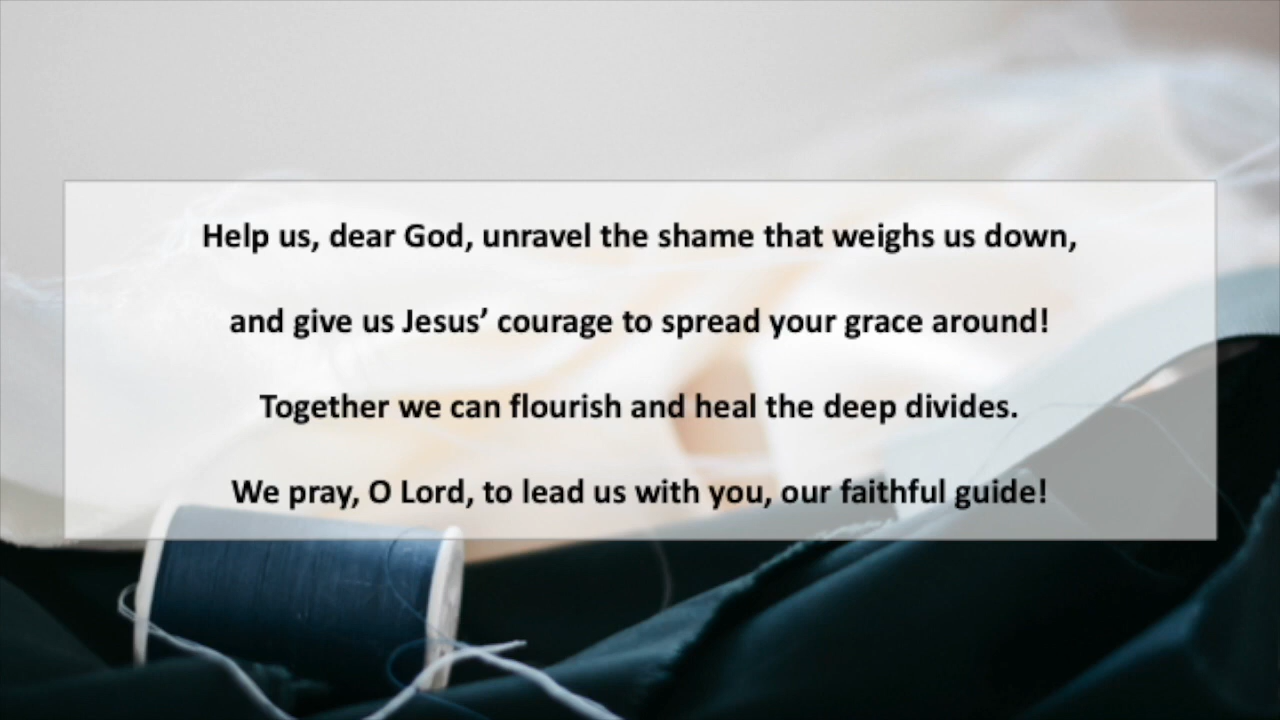 Help us, dear God, unravel the shame that weighs us down,
and give us Jesus’ courage to spread your grace around!
Together we can flourish and heal the deep divides.
We pray, O Lord, to lead us with you, our faithful guide!